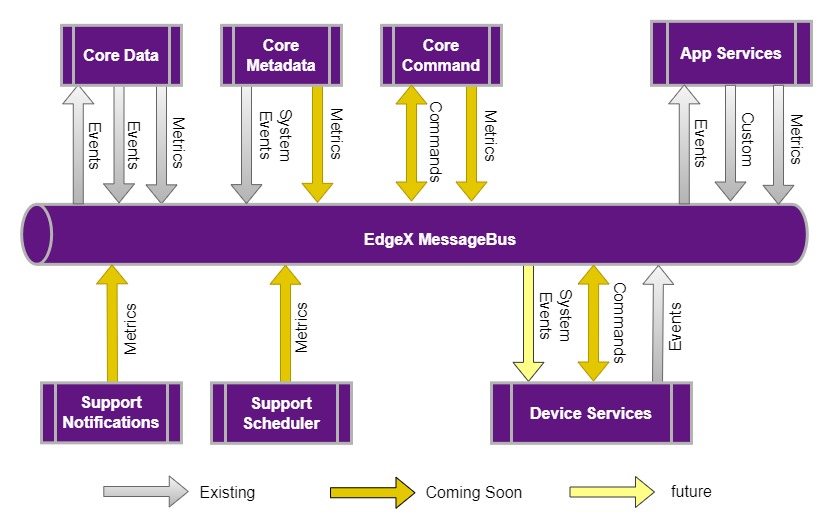 Core Data
Core
Metadata
Core
Command
App Services
Events
Events
Metrics
System
Events
Metrics
Commands
Metrics
Events
Custom
Metrics
EdgeX MessageBus
Metrics
Metrics
System
Events
Commands
Events
Support
Notifications
Support
Scheduler
Device Services
Existing
Coming Soon
future